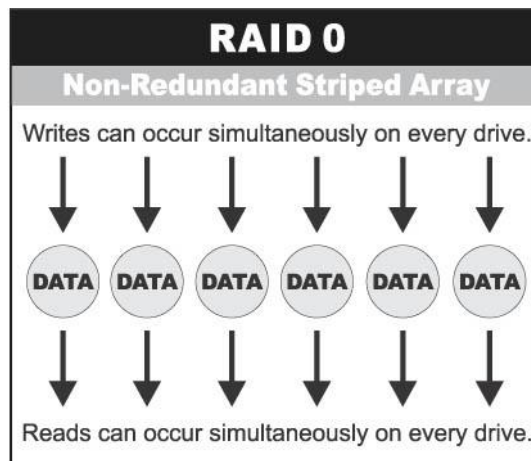 RAID 0
Non-Redundant Striped Array
Writes can occur simultaneously on every drive.
DATA DATA DATA DATA DATA DATA
Reads can occur simultaneously on every drive.